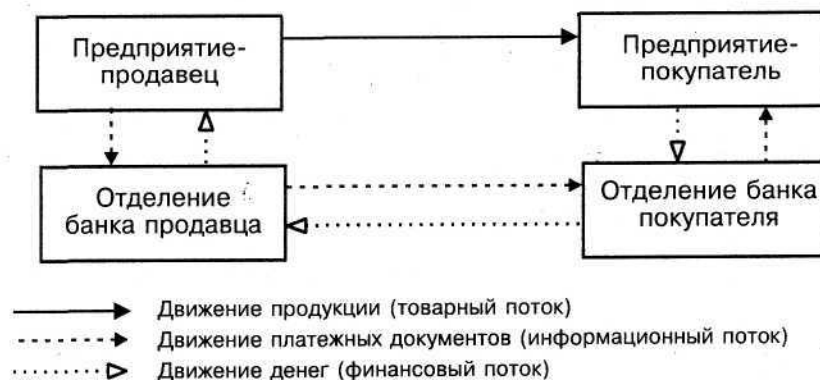 Предприятие-
продавец
Предприятие-
покупатель
Отделение
банка продавца
Отделение банка
покупателя
Движение продукции (товарный поток)
Движение платежных документов (информационный поток)
Движение денег (финансовый поток)